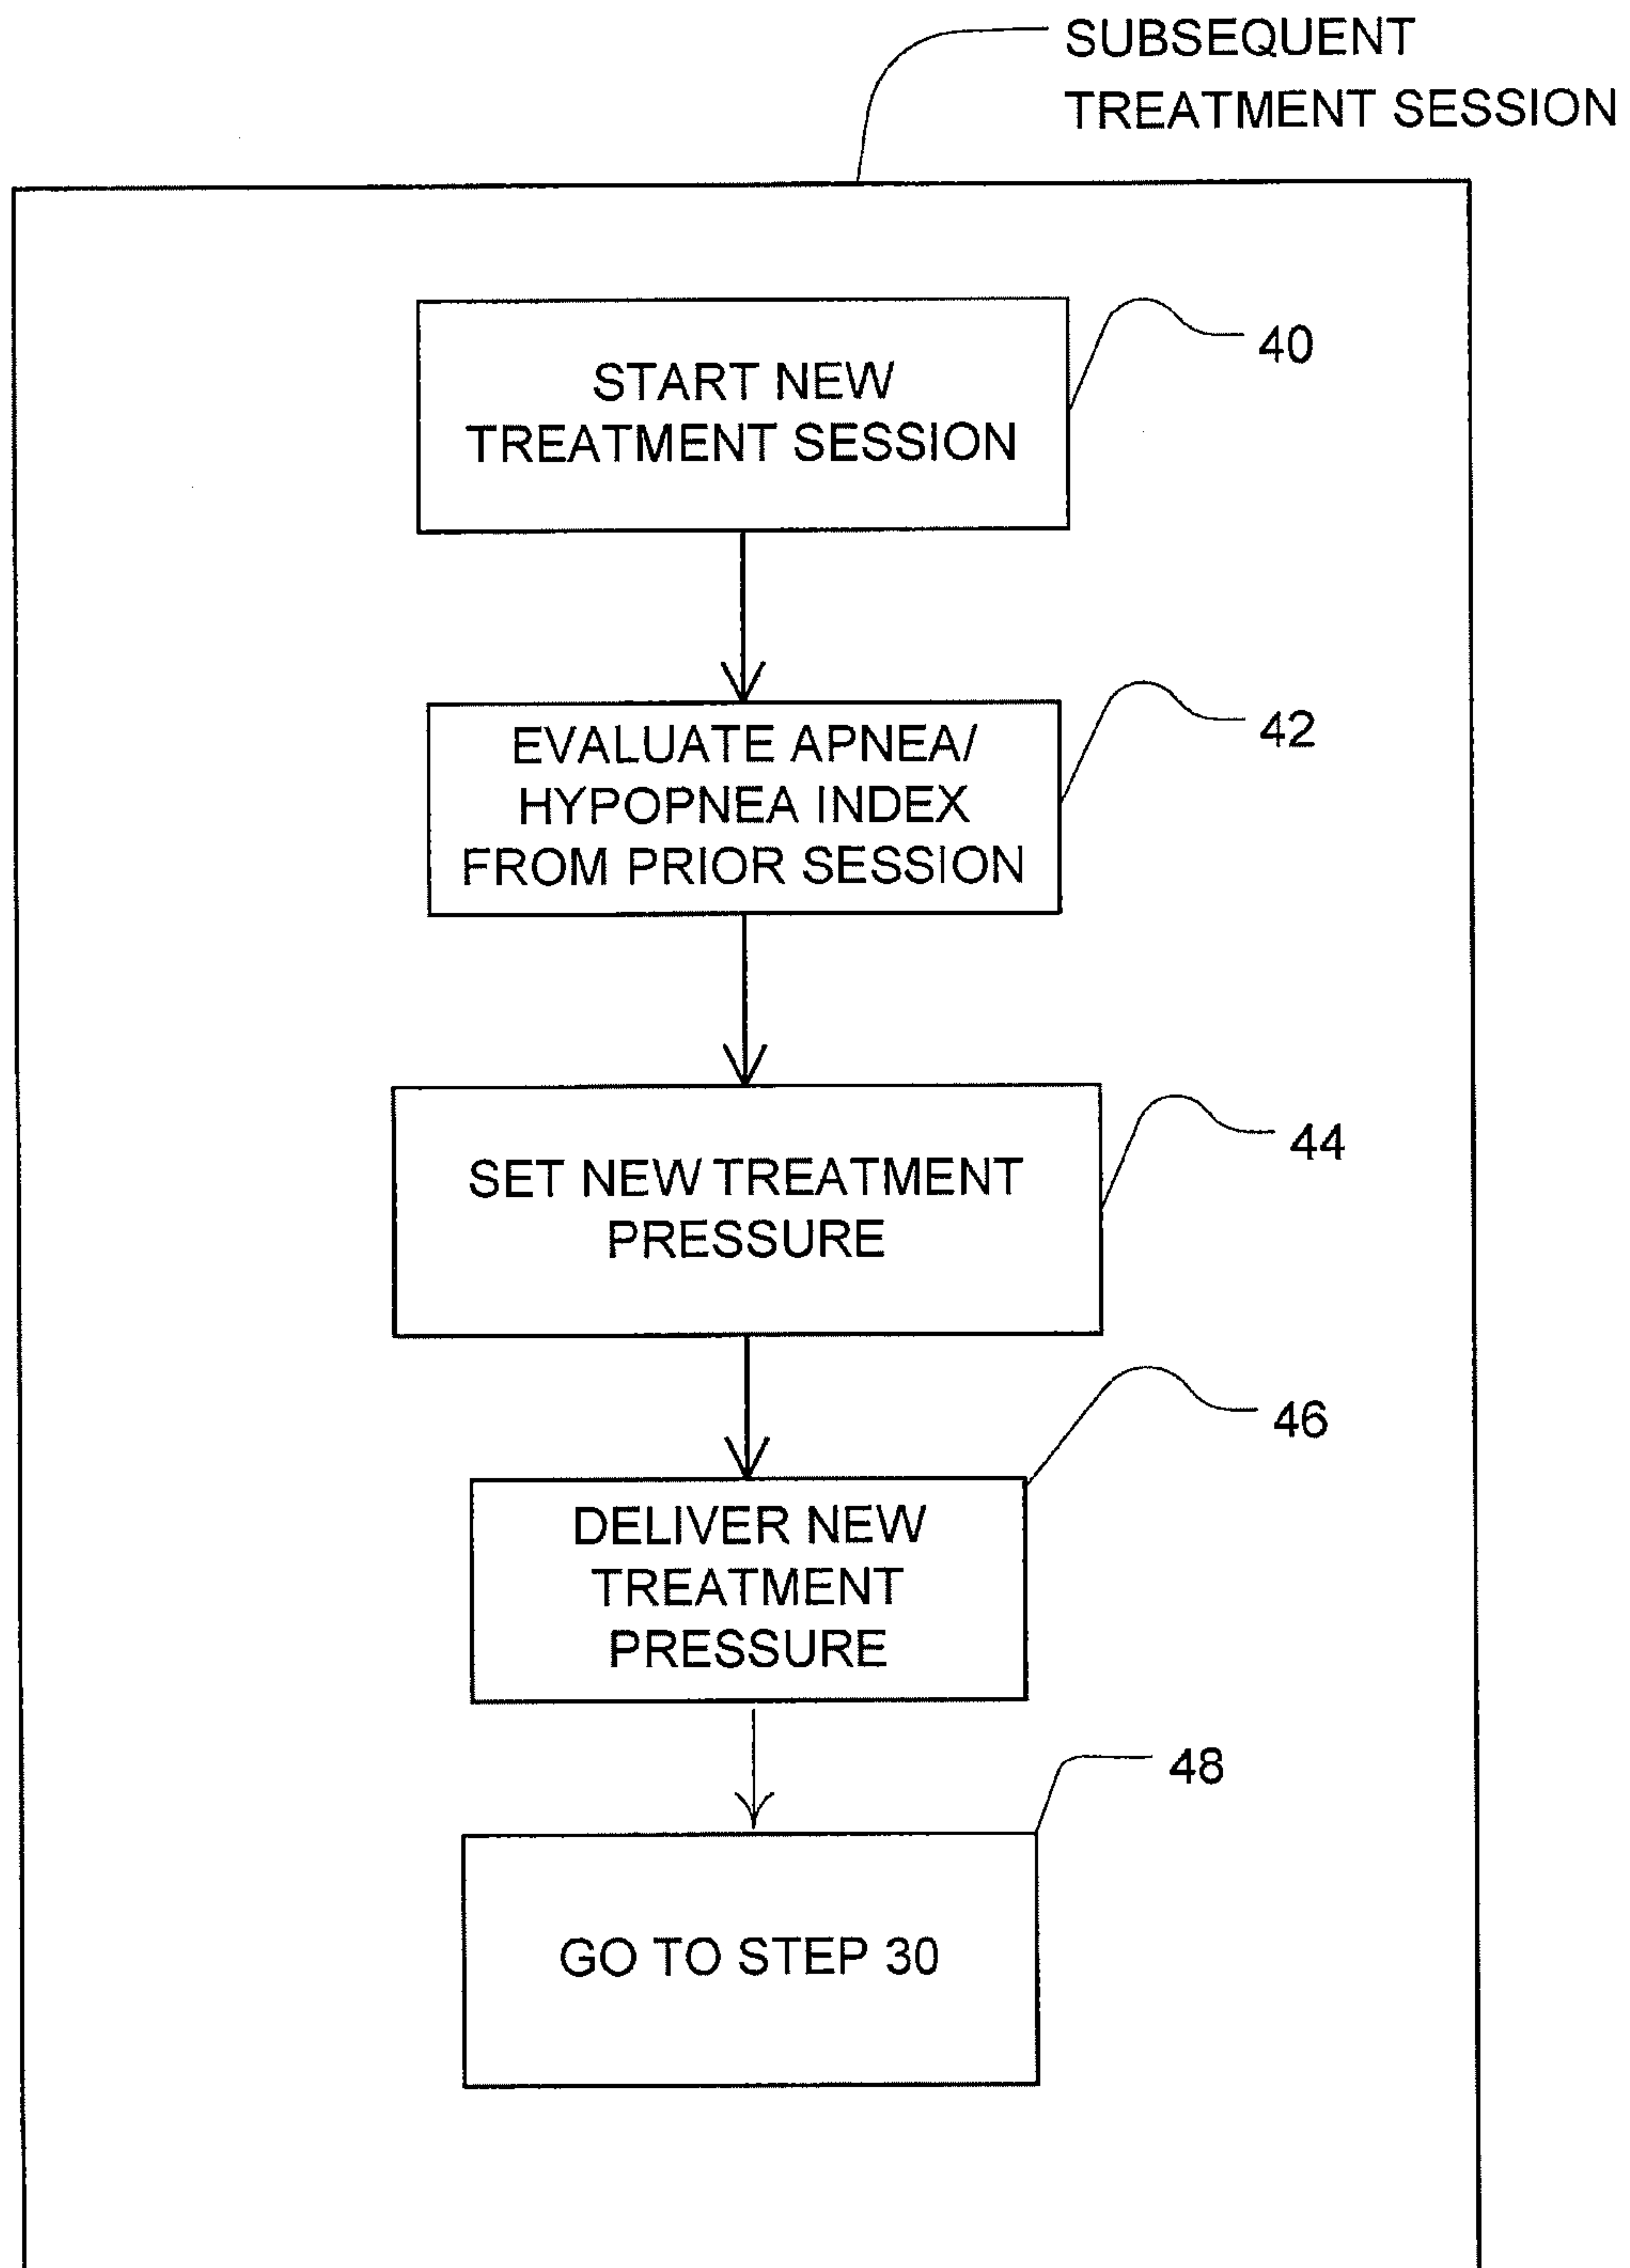 SUBSEQUENT
TREATMENT SESSION
START NEW
TREATMENT SESSION
40
EVALUATE APNEA/
HYPOPNEA INDEX
FROM PRIOR SESSION
42
SET NEW TREATMENT
PRESSURE
44
DELIVER NEW
TREATMENT
PRESSURE
46
GO TO STEP 30
48